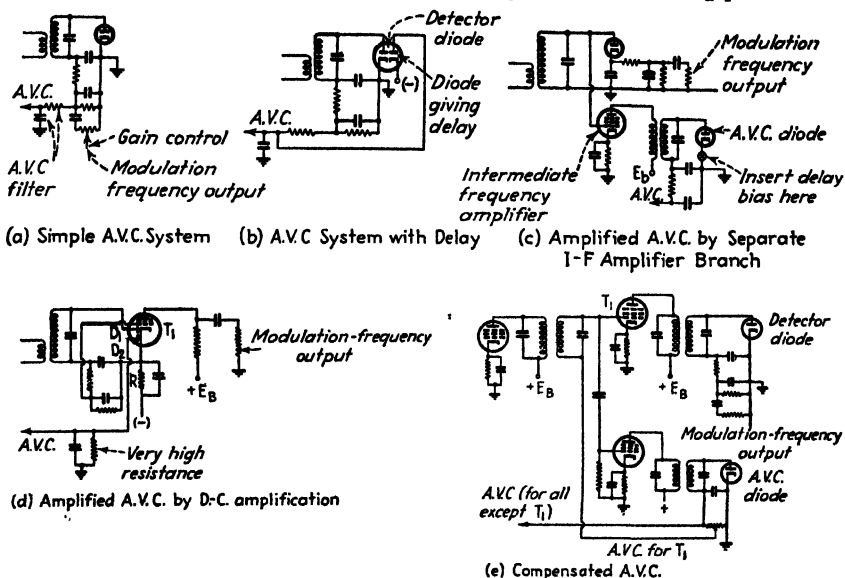 A.V.C.
A.V.C
filter
Gain control
Modulation
frequency output
(a) Simple A.V.C. System
Detector
diode
Diode
giving
delay
(-)
A.V.C.
(b) A.V.C System with Delay
Modulation
frequency
output
A.V.C. diode
Intermediate
frequency
amplifier
Eb
A.V.C.
Insert delay
bias here
(c) Amplified A.V.C. by Separate
I-F Amplifier Branch
D1
D2
T1
R
Modulation-frequency
output
+EB
(-)
A.V.C.
Very high
resistance
(d) Amplified A.V.C. by D-C. amplification
T1
Detector
diode
+EB
+EB
Modulation-frequency
output
A.V.C.
diode
+
A.V.C (for all
except T1)
A.V.C. for T1
(e) Compensated A.V.C.